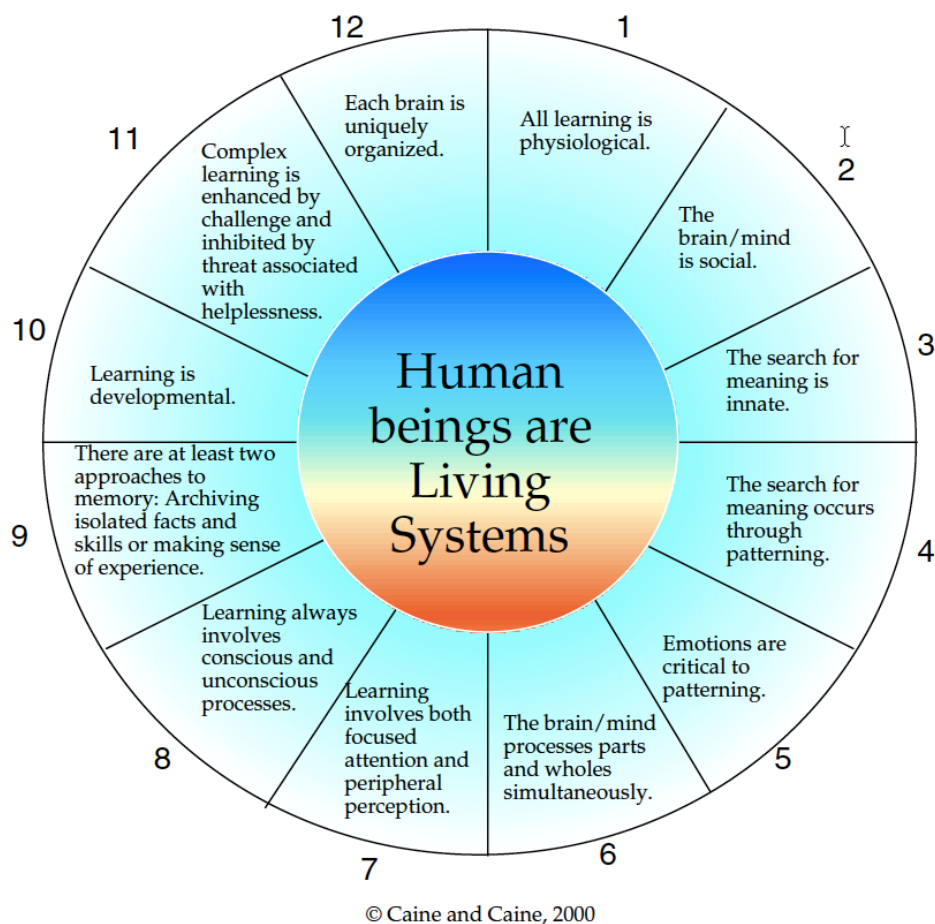 12
1
Each brain is
uniquely
organized.
All learning is
physiological.
11
2
Complex
learning is
enhanced by
challenge and
inhibited by
threat associated
with
helplessness.
The
brain/mind
is social.
10
3
Learning is
developmental.
The search for
meaning is
innate.
Human
beings are
Living
Systems
9
There are at least two
approaches to
memory: Archiving
isolated facts and
skills or making sense
of experience.
4
The search for
meaning occurs
through
patterning.
8
Learning always
involves
conscious and
unconscious
processes.
5
Emotions are
critical to
patterning.
7
Learning
involves both
focused
attention and
peripheral
perception.
6
The brain/mind
processes parts
and wholes
simultaneously.
© Caine and Caine, 2000